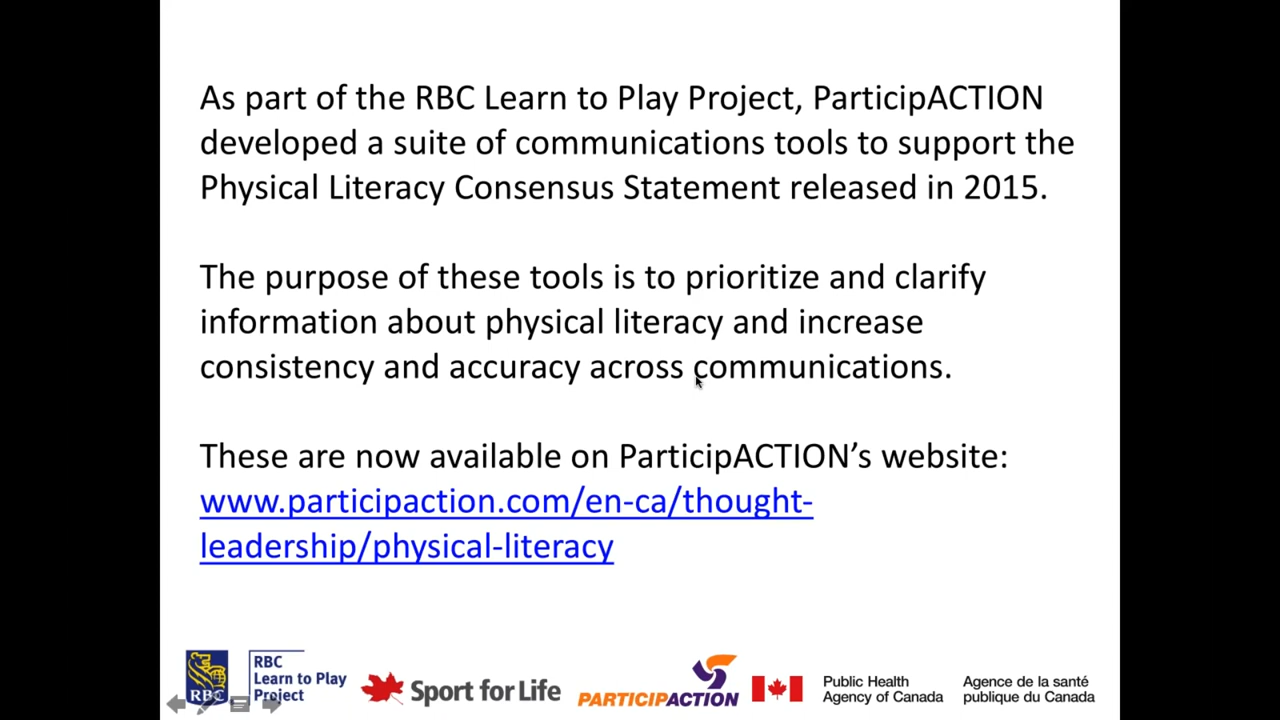 As part of the RBC Learn to Play Project, ParticipACTION
developed a suite of communications tools to support the
Physical Literacy Consensus Statement released in 2015.
The purpose of these tools is to prioritize and clarify
information about physical literacy and increase
consistency and accuracy across communications.
These are now available on ParticipACTION’s website:
www.participaction.com/en-ca/thought-
leadership/physical-literacy
RBC
RBC
Learn to Play
Project
Sport for Life
PARTICIPACTION
Public Health
Agency of Canada
Agence de la santé
publique du Canada